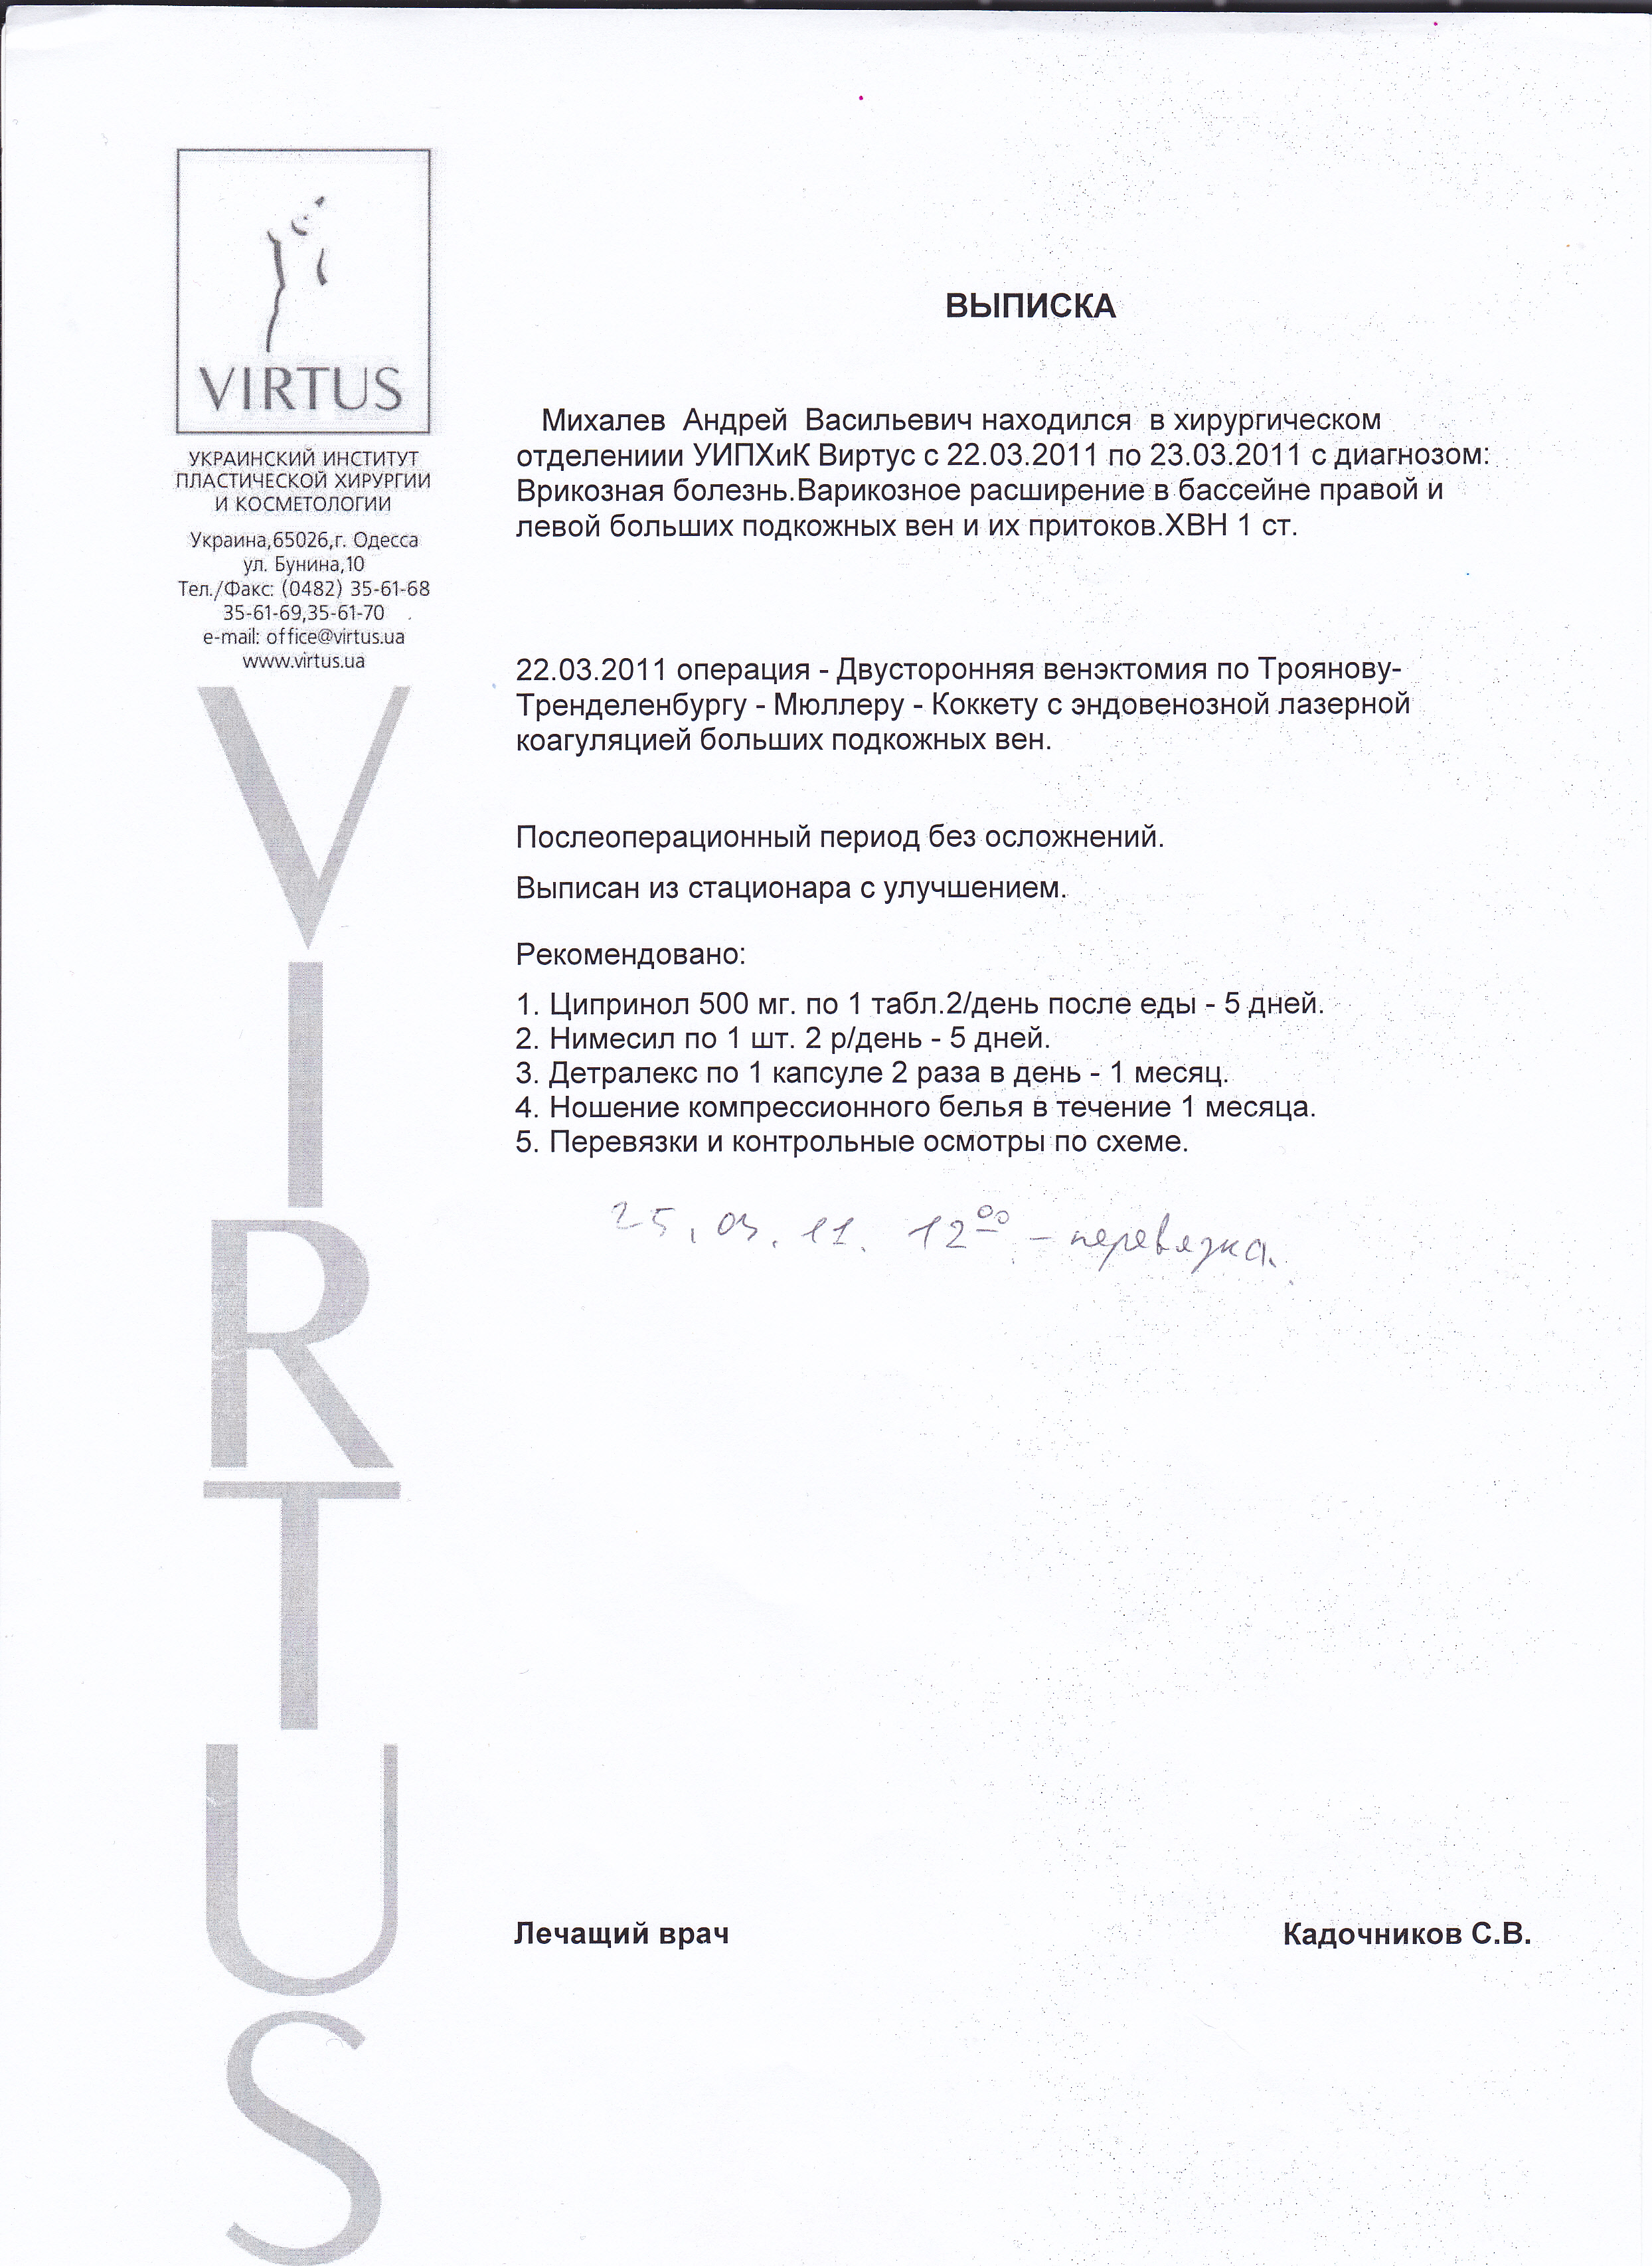 VIRTUS
УКРАИНСКИЙ ИНСТИТУТ
ПЛАСТИЧЕСКОЙ ХИРУРГИИ
И КОСМЕТОЛОГИИ
Украина,65026,г. Одесса
ул. Бунина,10
Тел./Факс: (0482) 35-61-68
35-61-69,35-61-70
e-mail: office@virtus.ua
www.virtus.ua
VIRTUS
ВЫПИСКА
Михалев Андрей Васильевич находился в хирургическом
отделениии УИПХиК Виртус с 22.03.2011 по 23.03.2011 с диагнозом:
Врикозная болезнь.Варикозное расширение в бассейне правой и
левой больших подкожных вен и их притоков.ХВН 1 ст.
22.03.2011 операция - Двусторонняя венэктомия по Троянову-
Тренделенбургу - Мюллеру - Коккету с эндовенозной лазерной
коагуляцией больших подкожных вен.
Послеоперационный период без осложнений.
Выписан из стационара с улучшением.
Рекомендовано:
1. Ципринол 500 мг. по 1 табл.2/день после еды - 5 дней.
2. Нимесил по 1 шт. 2 р/день - 5 дней.
3. Детралекс по 1 капсуле 2 раза в день - 1 месяц.
4. Ношение компрессионного белья в течение 1 месяца.
5. Перевязки и контрольные осмотры по схеме.
25.03.11. 12⁰⁰ - перевязка.
Лечащий врач Кадочников С.В.